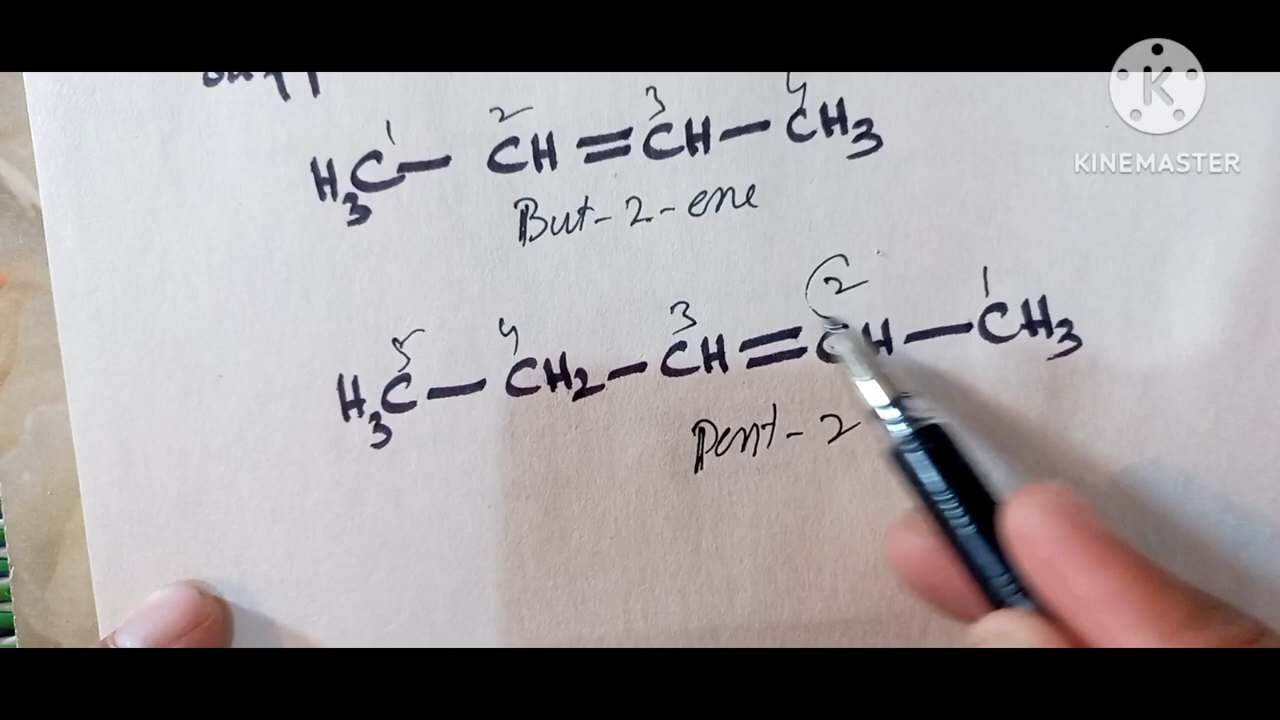 KINEMASTER
1 2 3 4
H3C— CH=CH—CH3
But-2-ene
5 4 3 2 1
H3C—CH2—CH=CH—CH3
Pent-2